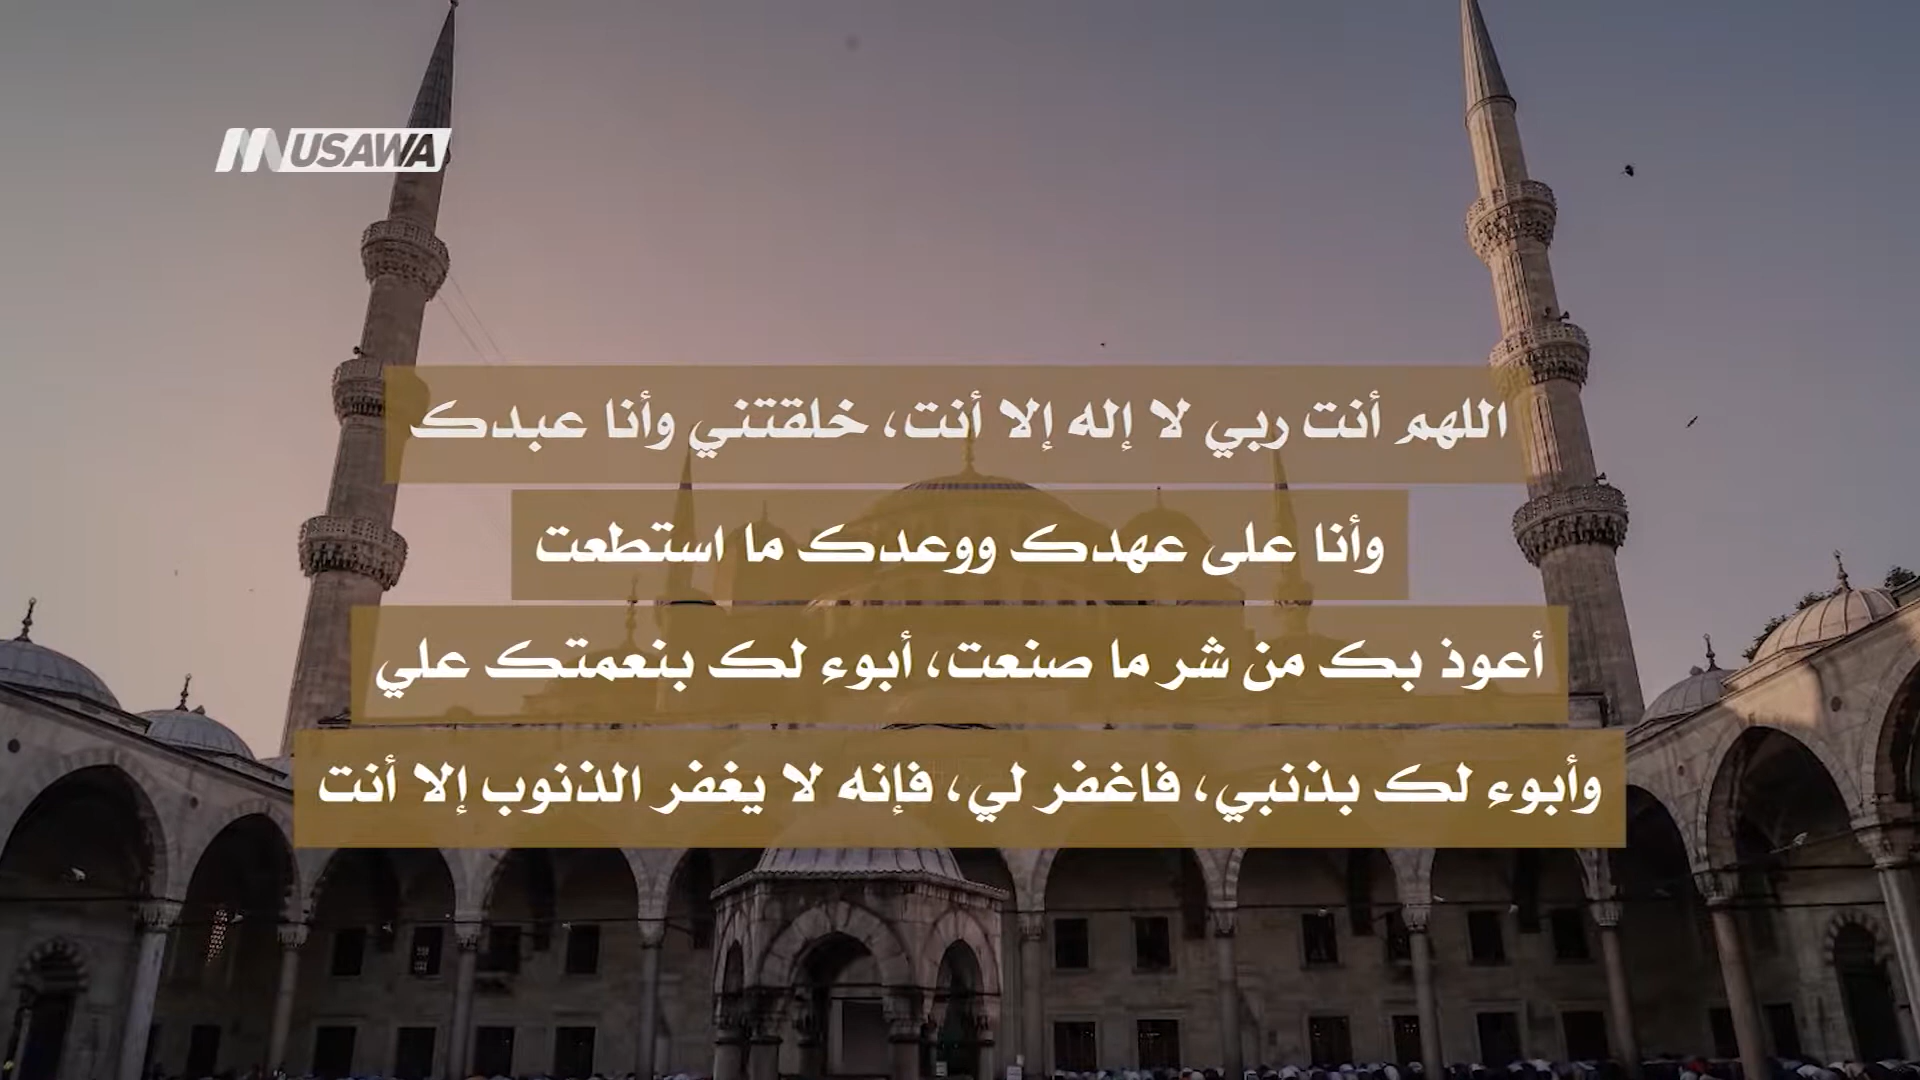 MUSAWA
اللهم أنت ربي لا إله إلا أنت، خلقتني وأنا عبدك
وأنا على عهدك ووعدك ما استطعت
أعوذ بك من شر ما صنعت، أبوء لك بنعمتك علي
وأبوء لك بذنبي، فاغفر لي، فإنه لا يغفر الذنوب إلا أنت